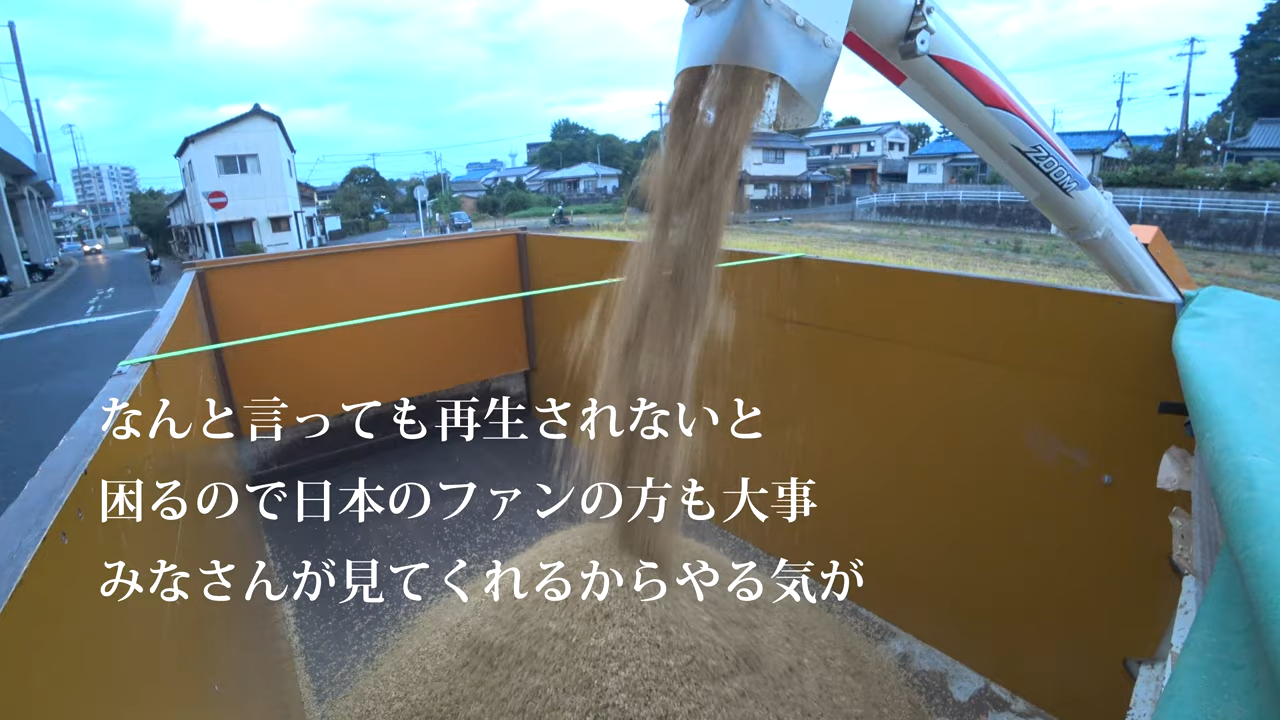 ZOOM
なんと言っても再生されないと
困るので日本のファンの方も大事
みなさんが見てくれるからやる気が